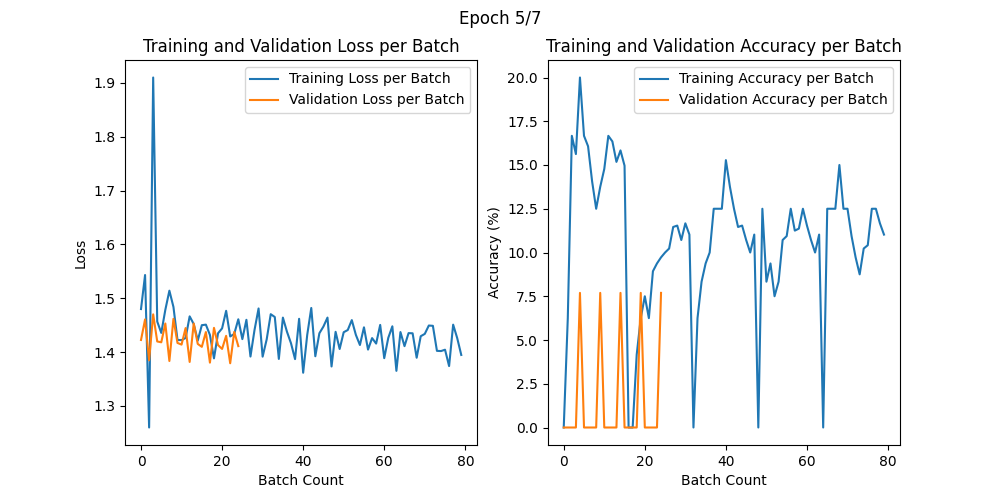 Epoch 5/7
Training and Validation Loss per Batch
Training Loss per Batch
Validation Loss per Batch
1.9
1.8
1.7
1.6
1.5
1.4
1.3
Loss
0 20 40 60 80
Batch Count
Training and Validation Accuracy per Batch
Training Accuracy per Batch
Validation Accuracy per Batch
20.0
17.5
15.0
12.5
10.0
7.5
5.0
2.5
0.0
Accuracy (%)
0 20 40 60 80
Batch Count